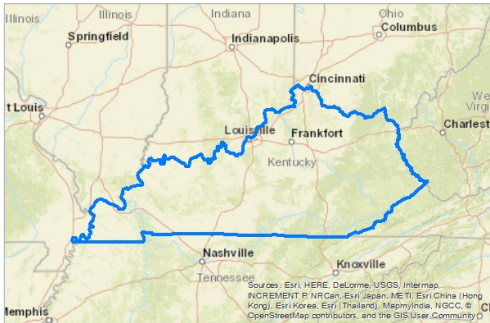 Illinois
Illinois
Indiana
Ohio
Columbus
Springfield
Indianapolis
Cincinnati
We
Virg
t Louis
Louisville
Frankfort
Charlest
Kentucky
Nashville
Tennessee
Knoxville
Memphis
Sources: Esri, HERE, DeLorme, USGS, Intermap,
INCREMENT P, NRCan, Esri Japan, METI, Esri China (Hong
Kong), Esri Korea, Esri (Thailand), MapmyIndia, NGCC, ©
OpenStreetMap contributors, and the GIS User Community